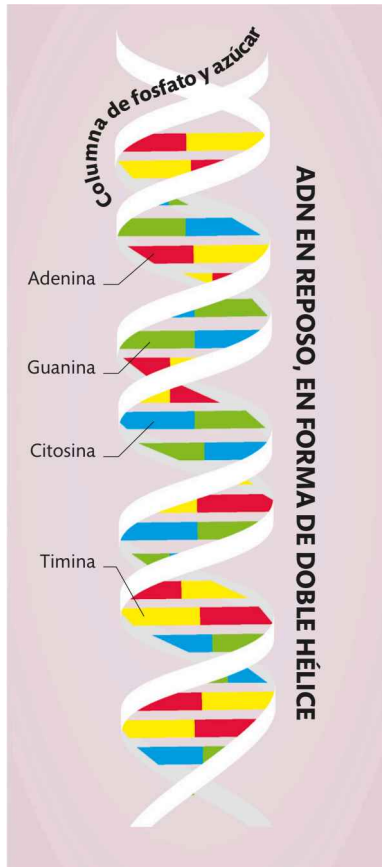 Columna de fosfato y azúcar
ADN EN REPOSO, EN FORMA DE DOBLE HÉLICE
Adenina
Guanina
Citosina
Timina